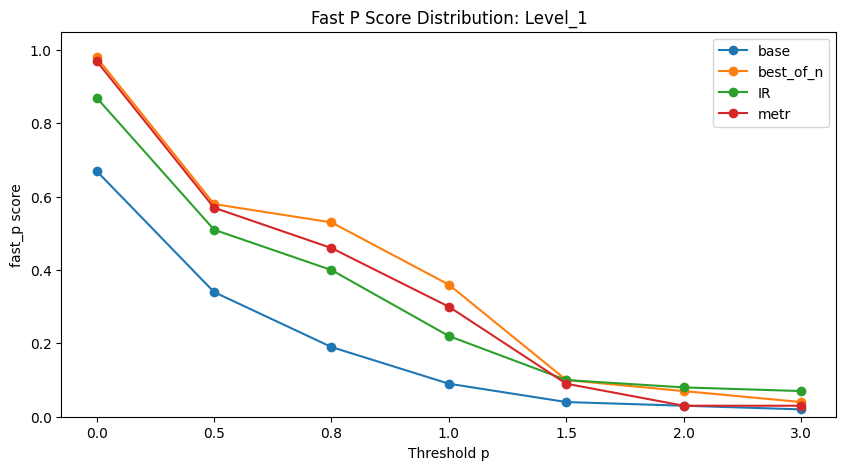 Fast P Score Distribution: Level_1
base
best_of_n
IR
metr
fast_p score
1.0
0.8
0.6
0.4
0.2
0.0
0.0 0.5 0.8 1.0 1.5 2.0 3.0
Threshold p